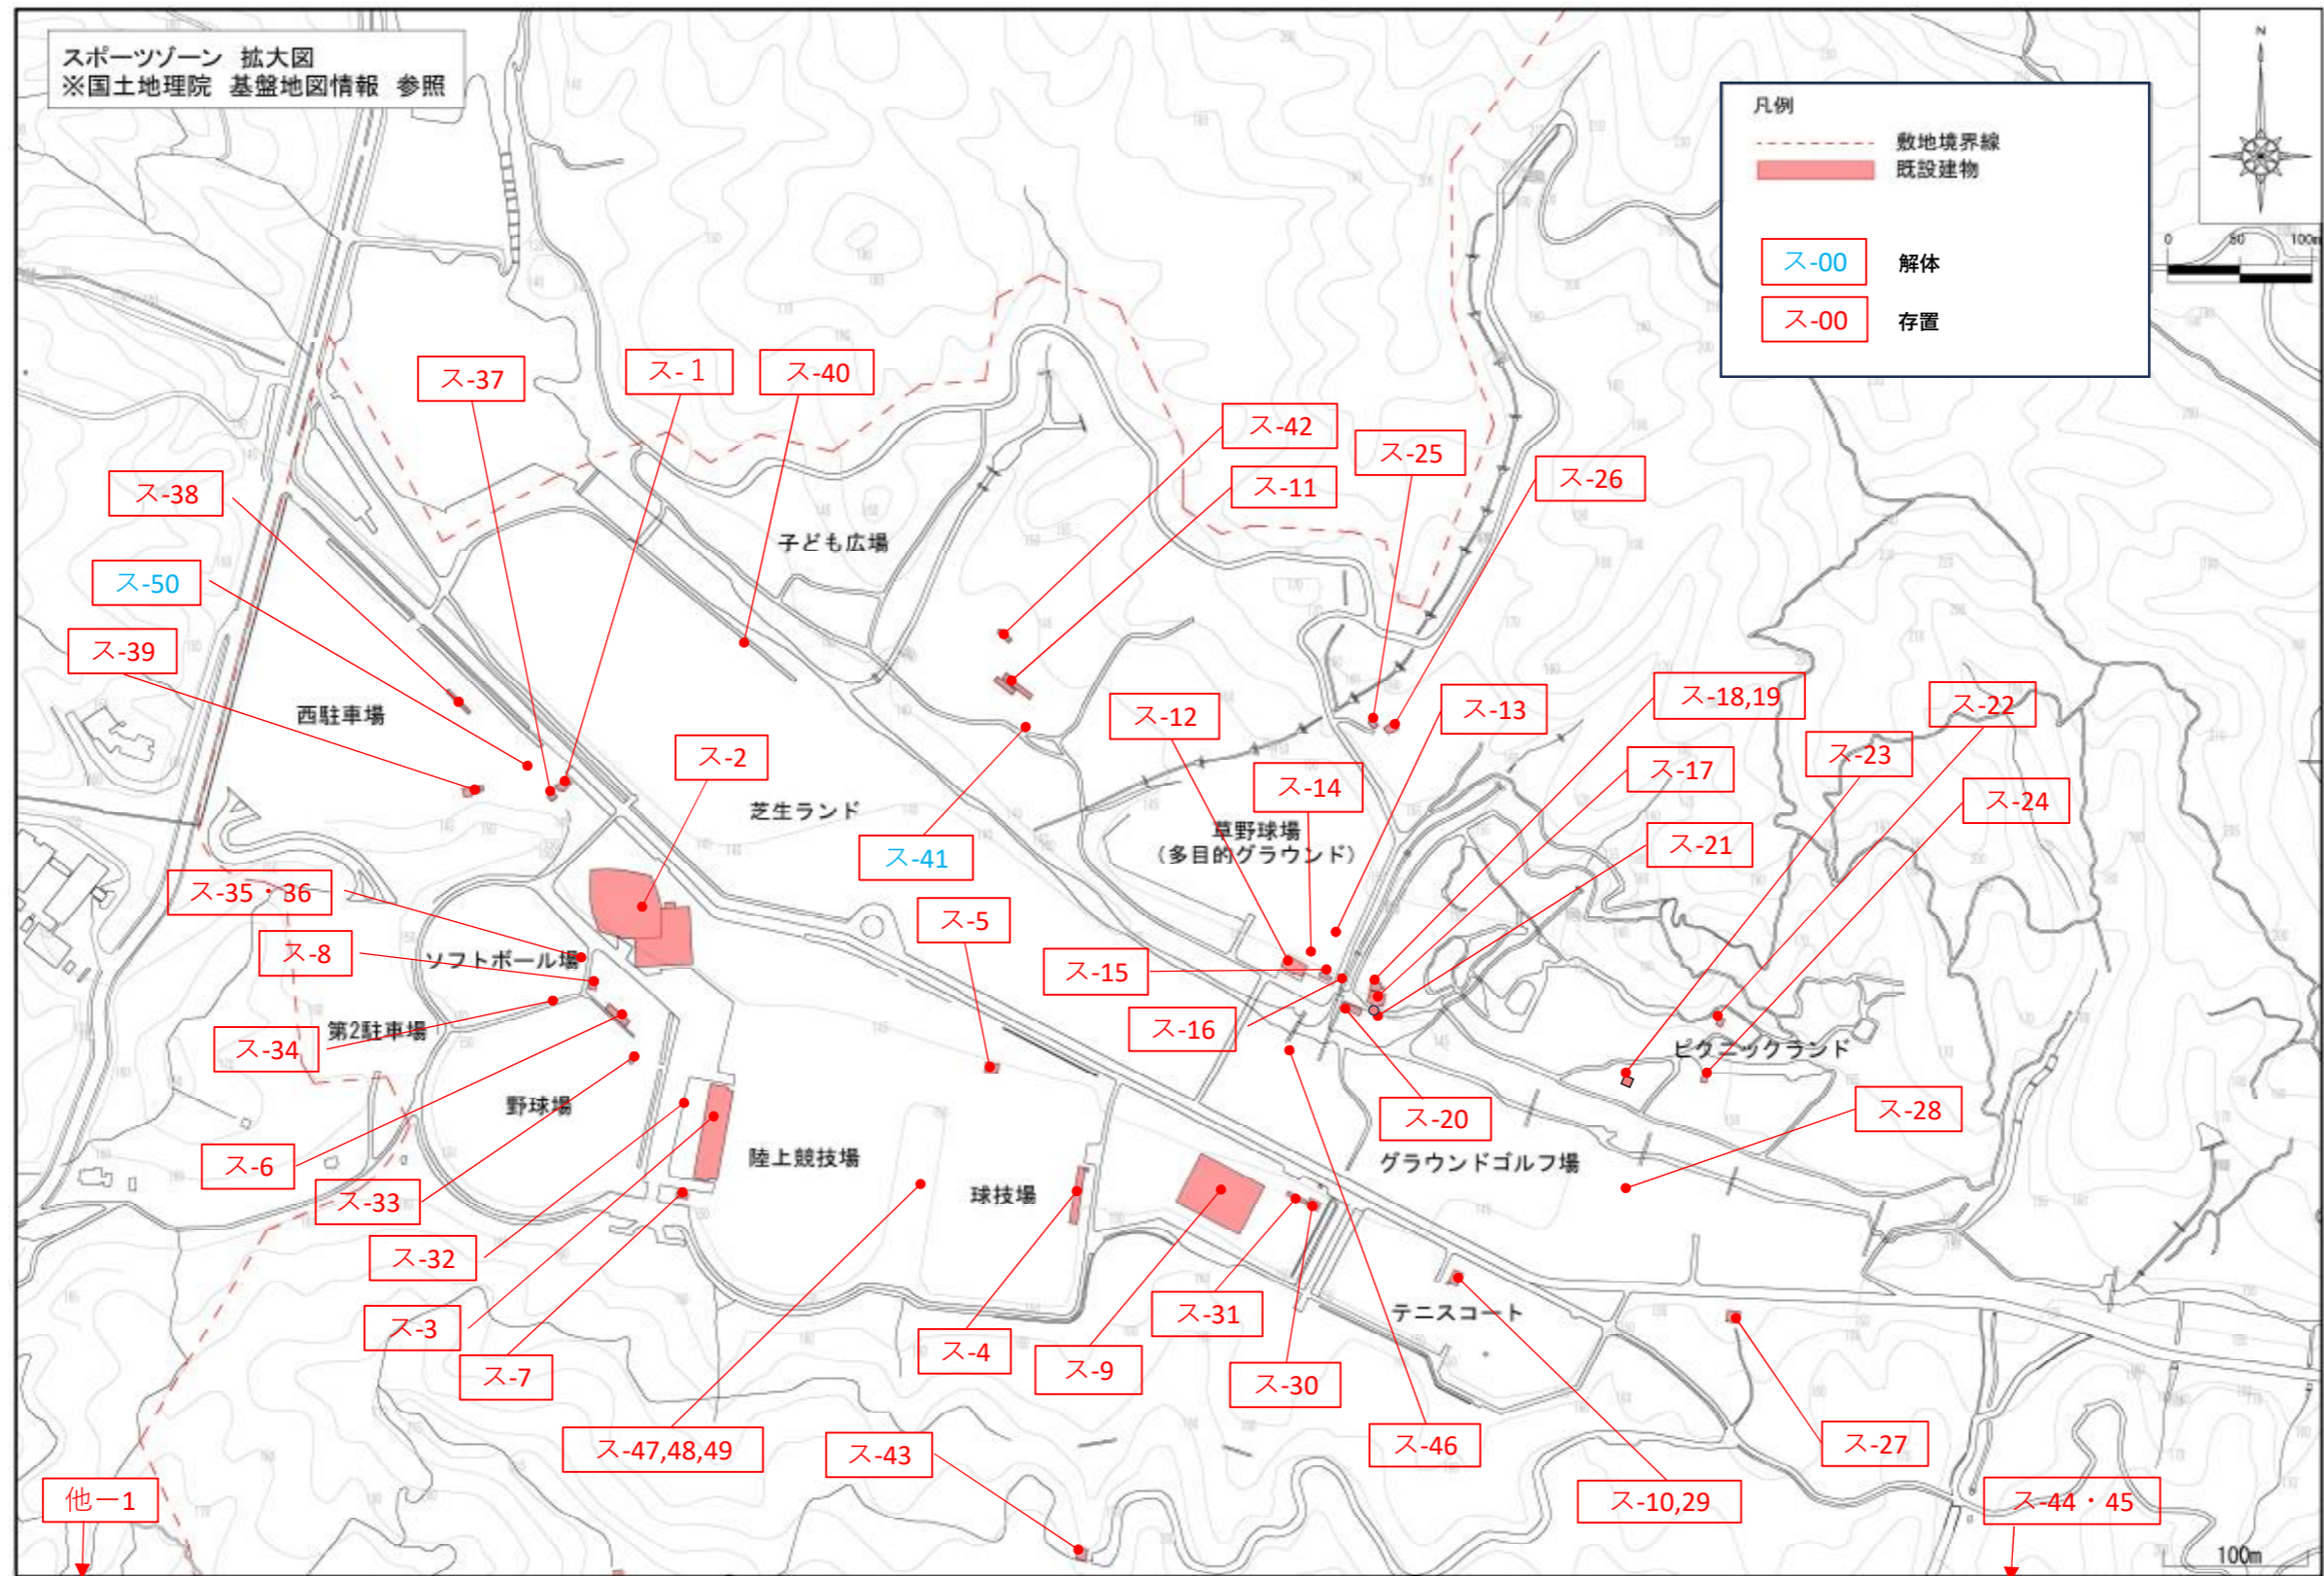 スポーツゾーン 拡大図
※国土地理院 基盤地図情報 参照
N
凡例
敷地境界線
既設建物
ス-00 解体
ス-00 存置
0 50 100m
ス-37
ス-１
ス-40
ス-42
ス-25
ス-11
ス-26
ス-38
子ども広場
ス-50
ス-39
西駐車場
ス-12
ス-13
ス-18,19
ス-22
ス-2
ス-23
ス-17
ス-14
ス-24
芝生ランド
草野球場
(多目的グラウンド)
ス-41
ス-21
ス-35・36
ス-5
ス-8
ソフトボール場
ス-15
ス-16
第2駐車場
ス-34
ピクニックランド
野球場
ス-20
ス-28
ス-6
陸上競技場
グラウンドゴルフ場
球技場
ス-33
ス-32
ス-31
テニスコート
ス-3
ス-4
ス-9
ス-7
ス-30
ス-47,48,49
ス-43
ス-46
ス-27
他ー1
ス-10,29
ス-44・45
100m